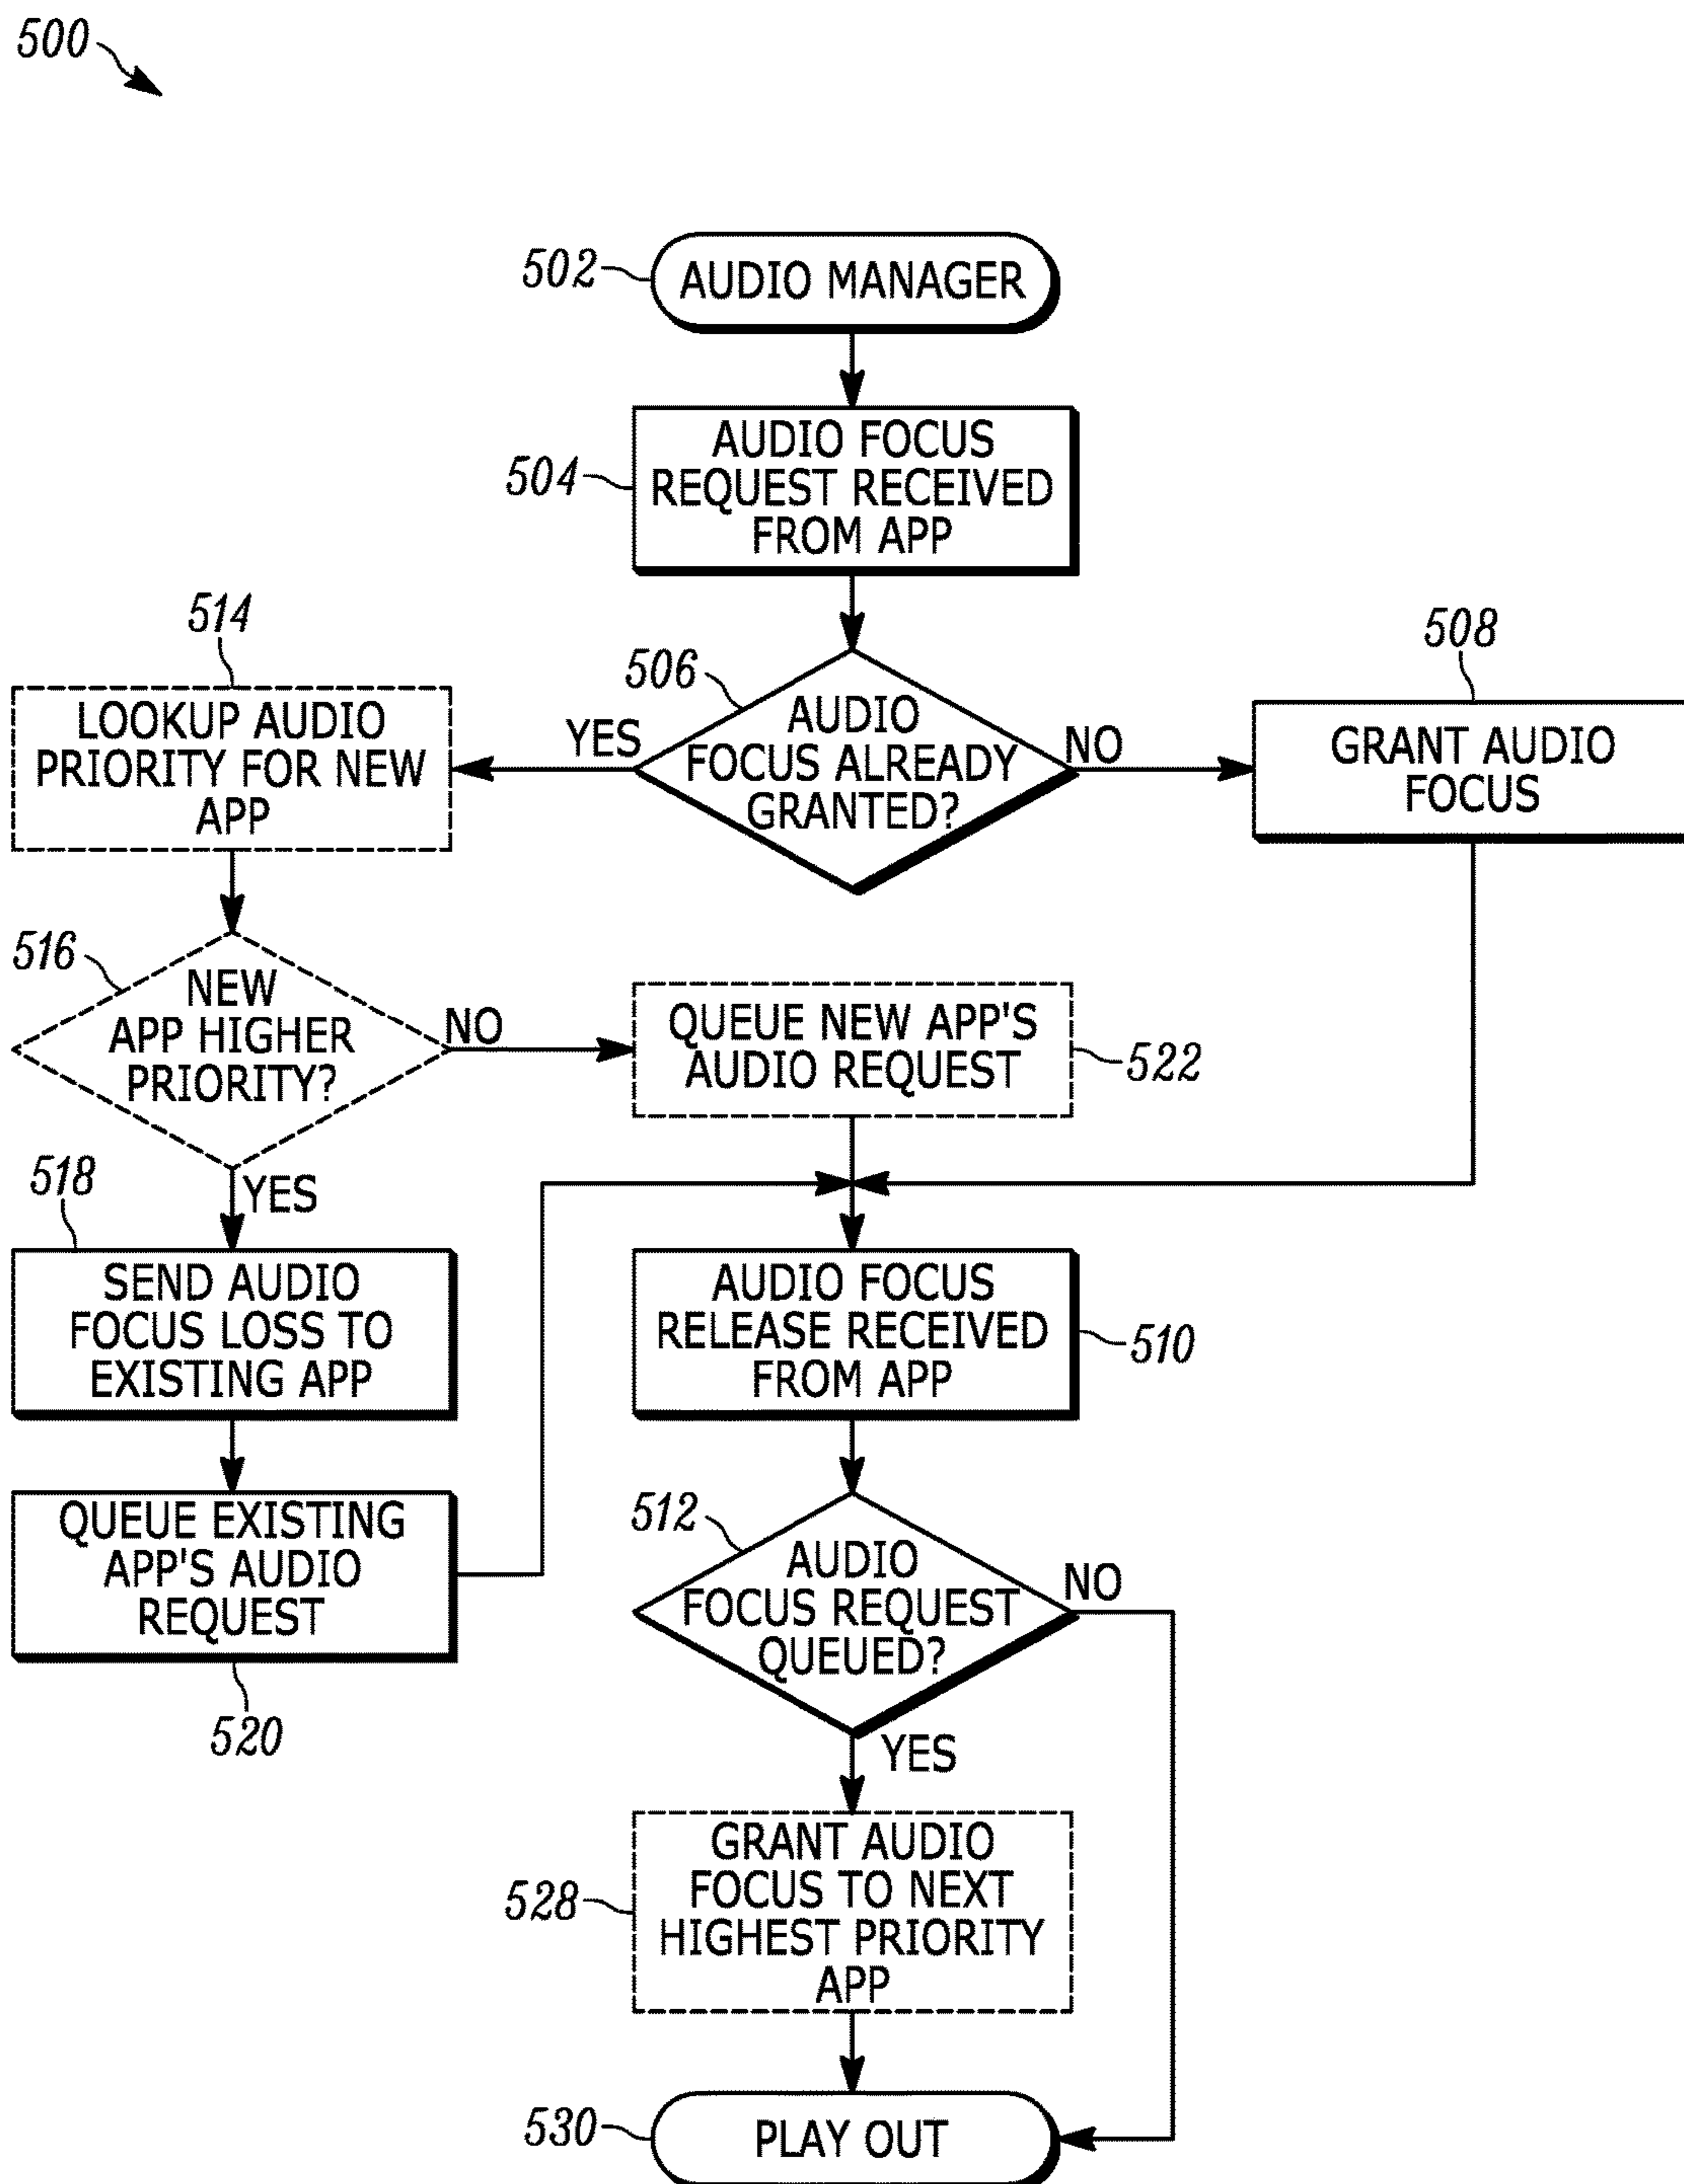 500
502
AUDIO MANAGER
504
AUDIO FOCUS
REQUEST RECEIVED
FROM APP
506
AUDIO
FOCUS ALREADY
GRANTED?
YES
NO
508
GRANT AUDIO
FOCUS
514
LOOKUP AUDIO
PRIORITY FOR NEW
APP
516
NEW
APP HIGHER
PRIORITY?
NO
YES
QUEUE NEW APP'S
AUDIO REQUEST
522
518
SEND AUDIO
FOCUS LOSS TO
EXISTING APP
QUEUE EXISTING
APP'S AUDIO
REQUEST
520
AUDIO FOCUS
RELEASE RECEIVED
FROM APP
510
512
AUDIO
FOCUS REQUEST
QUEUED?
NO
YES
528
GRANT AUDIO
FOCUS TO NEXT
HIGHEST PRIORITY
APP
530
PLAY OUT